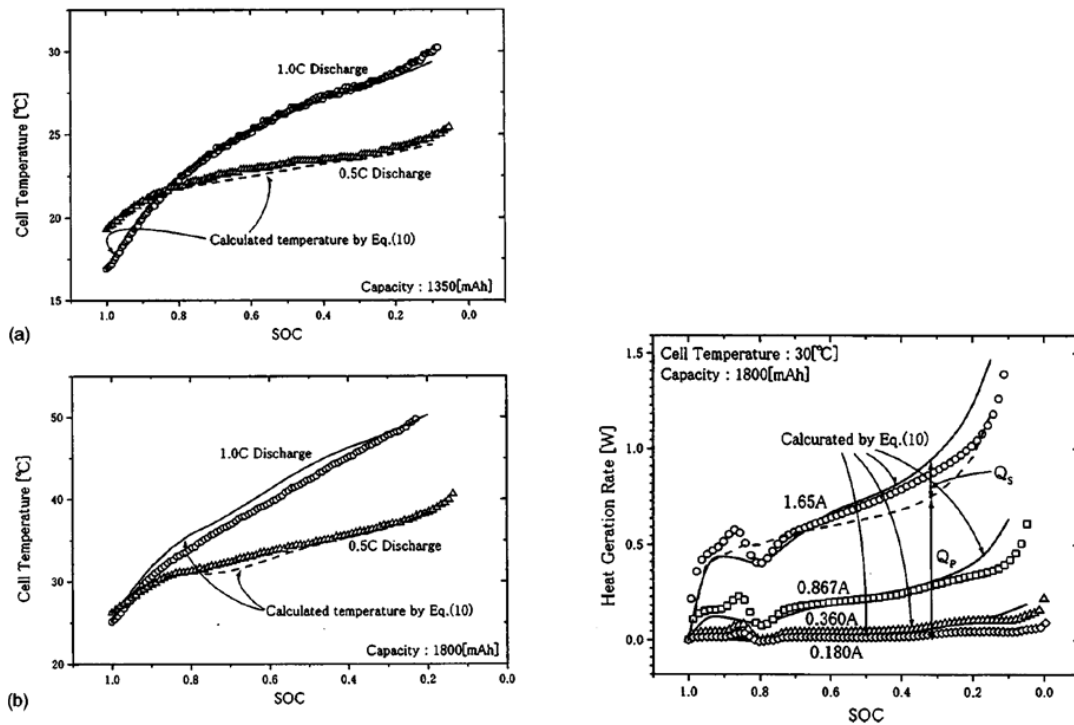 30
25
20
15
Cell Temperature [℃]
1.0C Discharge
0.5C Discharge
Calculated temperature by Eq.(10)
Capacity : 1350[mAh]
1.0 0.8 0.6 0.4 0.2 0.0
SOC
(a)
50
40
30
20
Cell Temperature [℃]
1.0C Discharge
0.5C Discharge
Calculated temperature by Eq.(10)
Capacity : 1800[mAh]
1.0 0.8 0.6 0.4 0.2 0.0
SOC
(b)
1.5
1.0
0.5
0.0
Heat Geration Rate [W]
Cell Temperature : 30[℃]
Capacity : 1800[mAh]
Calcurated by Eq.(10)
1.65A
Qs
QP
0.867A
0.360A
0.180A
1.0 0.8 0.6 0.4 0.2 0.0
SOC